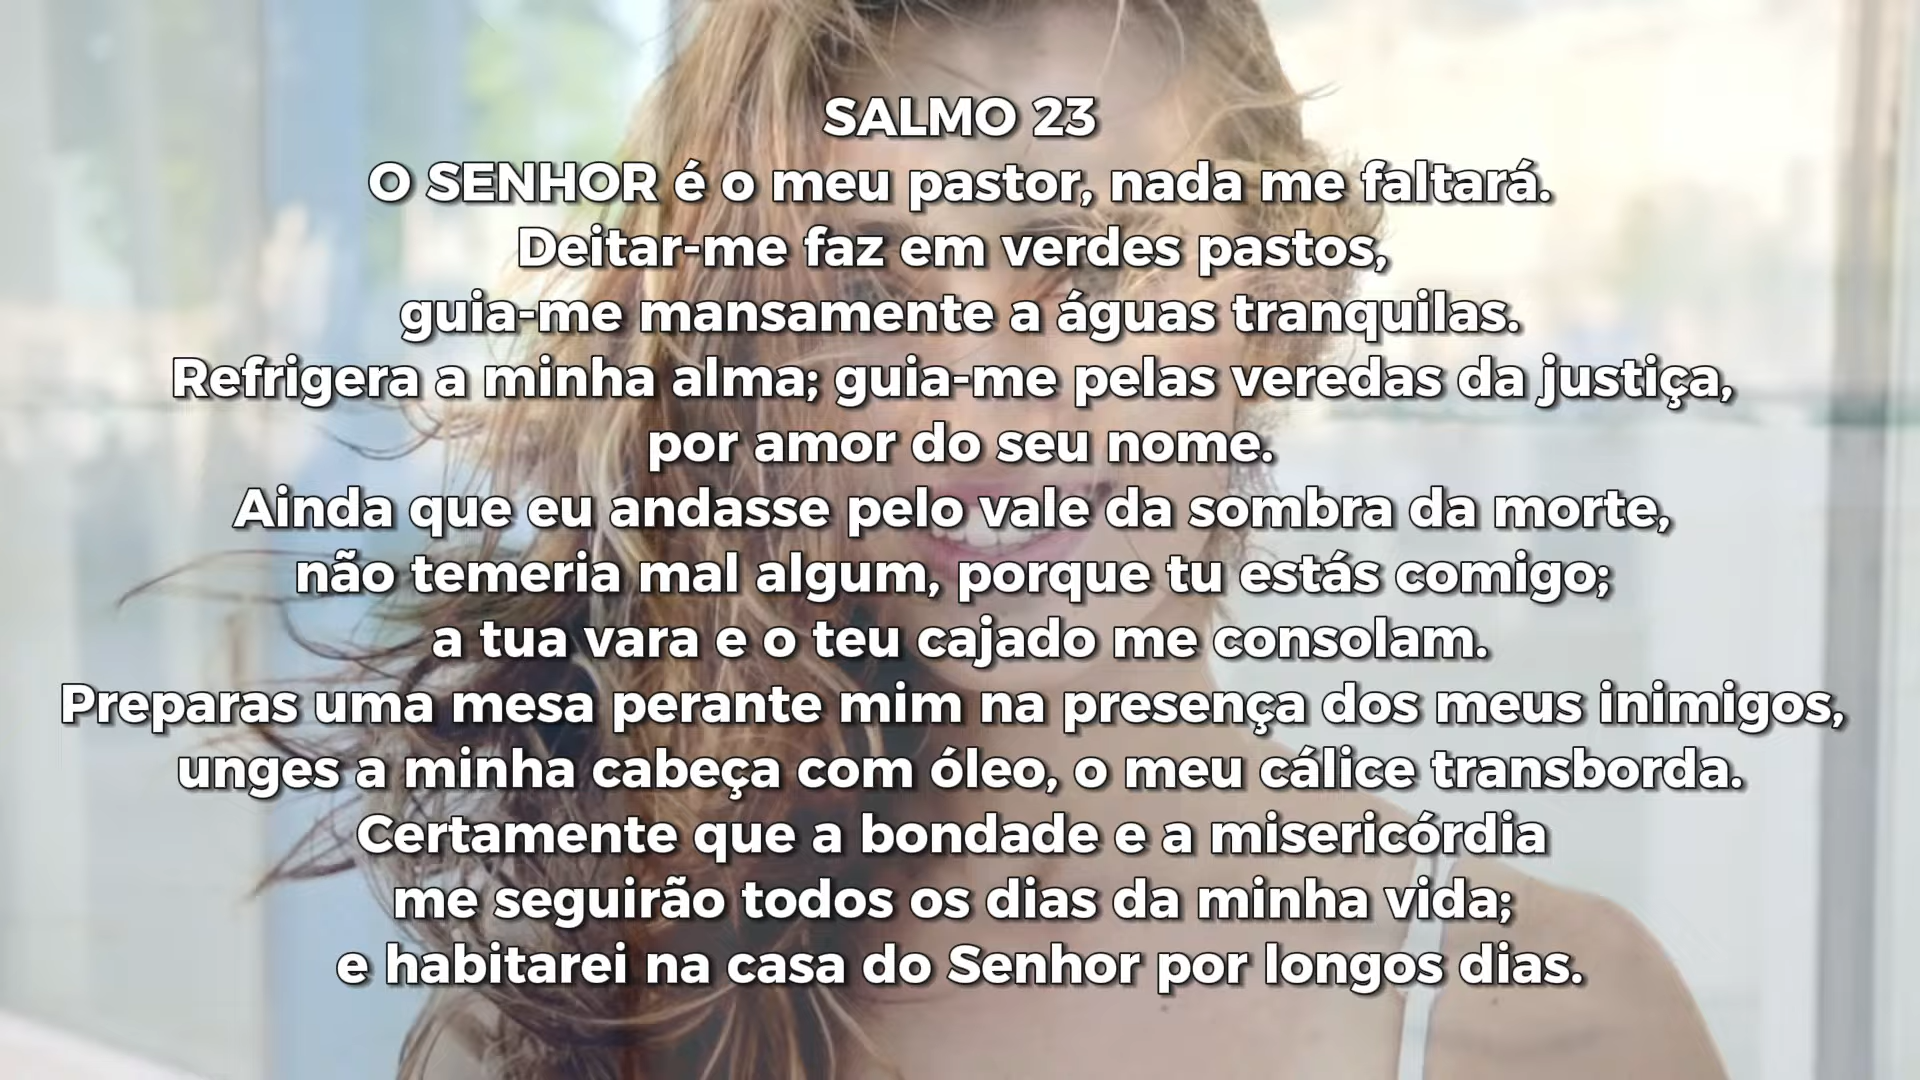 SALMO 23
O SENHOR é o meu pastor, nada me faltará.
Deitar-me faz em verdes pastos,
guia-me mansamente a águas tranquilas.
Refrigera a minha alma; guia-me pelas veredas da justiça,
por amor do seu nome.
Ainda que eu andasse pelo vale da sombra da morte,
não temeria mal algum, porque tu estás comigo;
a tua vara e o teu cajado me consolam.
Preparas uma mesa perante mim na presença dos meus inimigos,
unges a minha cabeça com óleo, o meu cálice transborda.
Certamente que a bondade e a misericórdia
me seguirão todos os dias da minha vida;
e habitarei na casa do Senhor por longos dias.